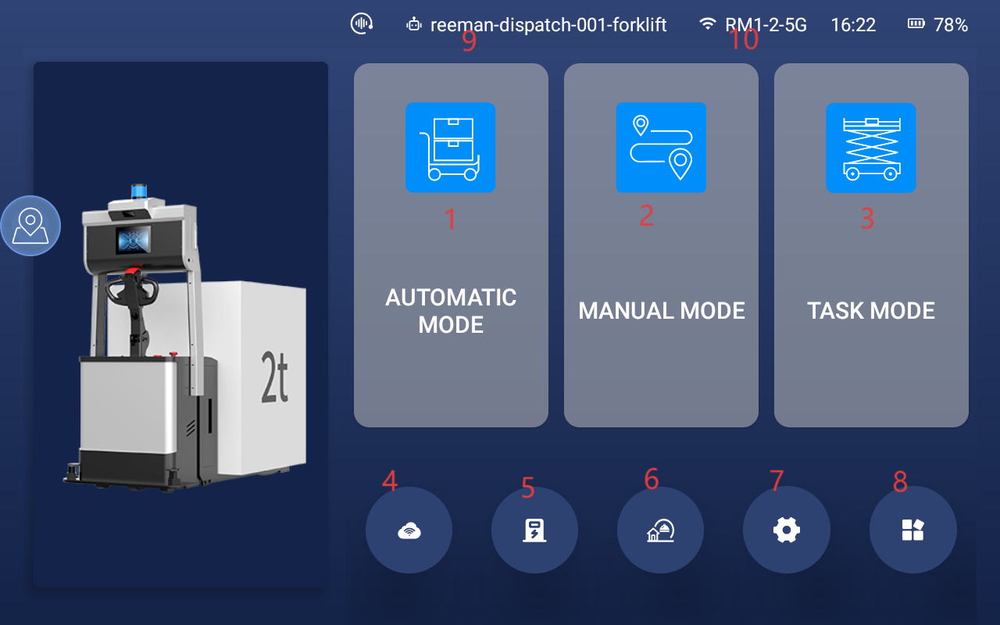 reeman-dispatch-001-forklift RM1-2-5G 16:22 78%
9 10
1 2 3
AUTOMATIC
MODE
MANUAL MODE
TASK MODE
2t
4 5 6 7 8